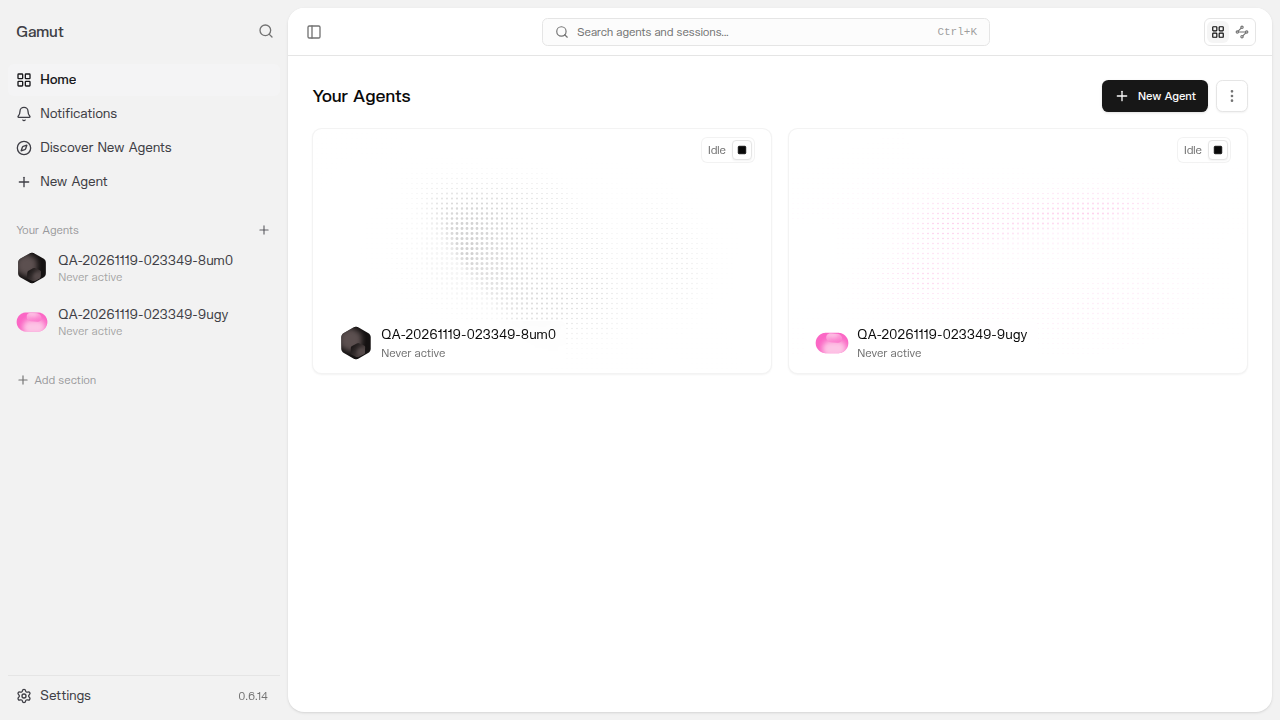 Gamut
Home
Notifications
Discover New Agents
New Agent
Your Agents
QA-20261119-023349-8um0
Never active
QA-20261119-023349-9ugy
Never active
Add section
Settings
0.6.14
Search agents and sessions...
Ctrl+K
Your Agents
New Agent
Idle
QA-20261119-023349-8um0
Never active
Idle
QA-20261119-023349-9ugy
Never active